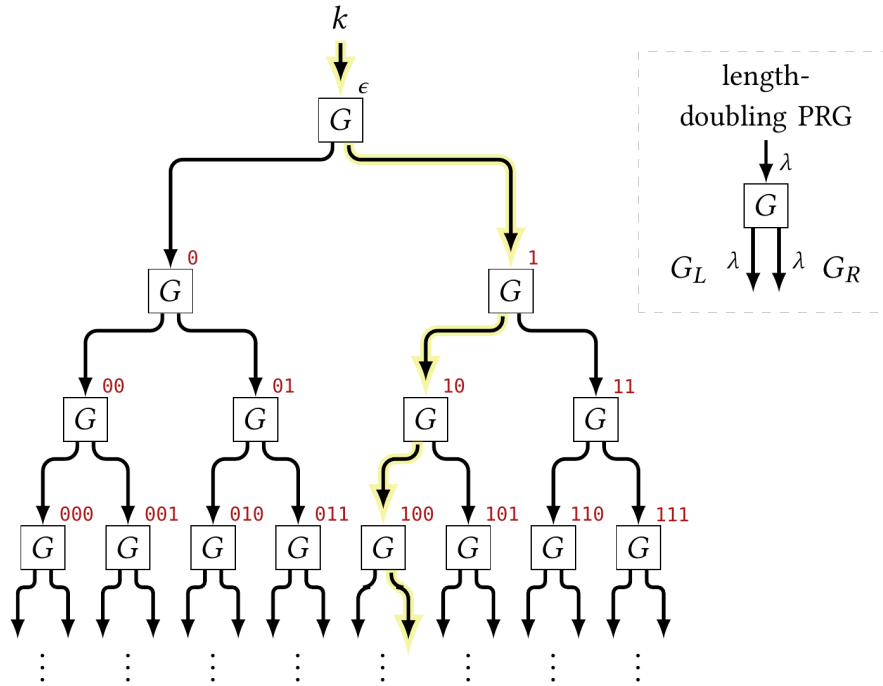 k
ϵ
G
length-
doubling PRG
λ
G
G_L λ λ G_R
0 1
G G
00 01 10 11
G G G G
000 001 010 011 100 101 110 111
G G G G G G G G
⋮ ⋮ ⋮ ⋮ ⋮ ⋮ ⋮ ⋮